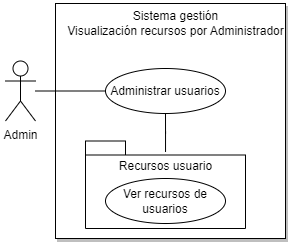 Sistema gestión
Visualización recursos por Administrador
Administrar usuarios
Admin
Recursos usuario
Ver recursos de
usuarios